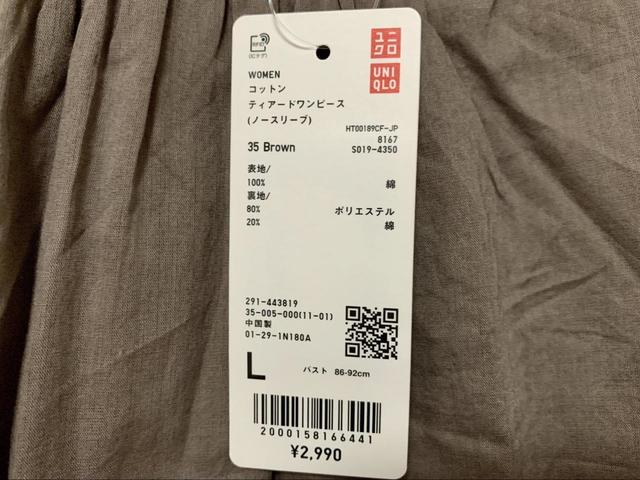 RFID
(ICタグ)
ユニ
クロ
UNI
QLO
WOMEN
コットン
ティアードワンピース
(ノースリーブ)
HT00189CF-JP
8167
S019-4350
35 Brown
表地/
100% 綿
裏地/
80% ポリエステル
20% 綿
291-443819
35-005-000(11-01)
中国製
01-29-1N180A
L バスト 86-92cm
2000158166441
¥2,990